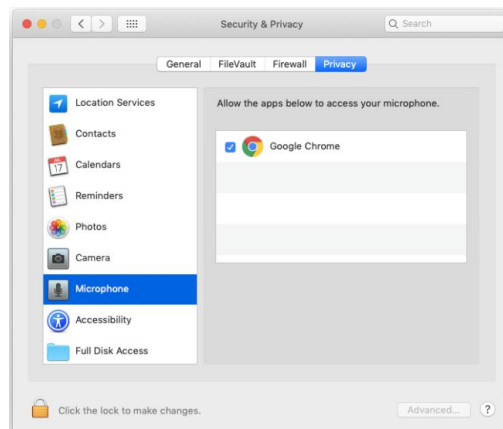 Security & Privacy
Search
General FileVault Firewall Privacy
Location Services
Contacts
17
Calendars
Reminders
Photos
Camera
Microphone
Accessibility
Full Disk Access
Allow the apps below to access your microphone.
Google Chrome
Click the lock to make changes.
Advanced...
?